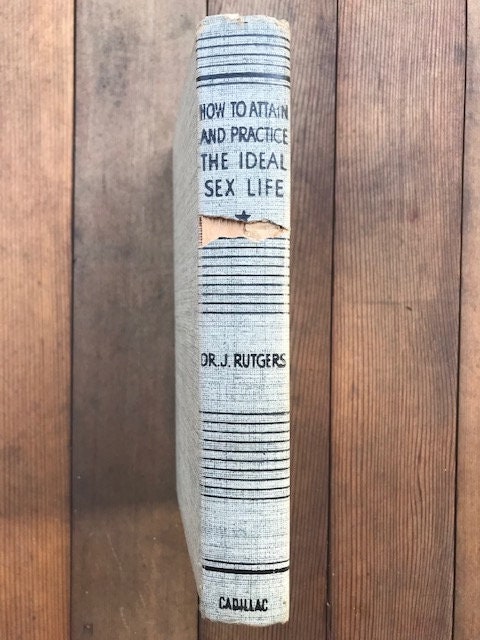 HOW TO ATTAIN
AND PRACTICE
THE IDEAL
SEX LIFE
DR. J. RUTGERS
CADILLAC